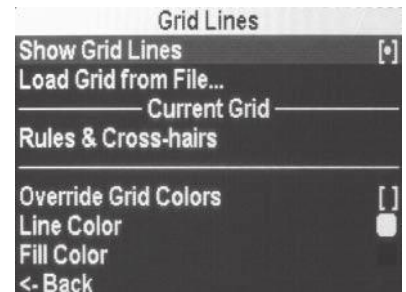 Grid Lines
Show Grid Lines [•]
Load Grid from File...
Current Grid
Rules & Cross-hairs
Override Grid Colors [ ]
Line Color
Fill Color
<- Back